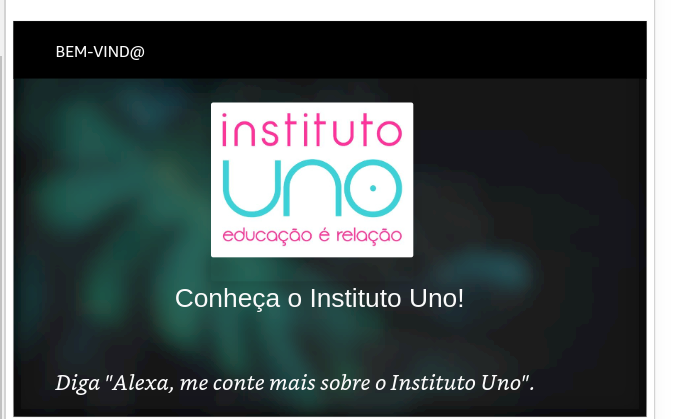 BEM-VIND@
instituto
uno
educação é relação
Conheça o Instituto Uno!
Diga "Alexa, me conte mais sobre o Instituto Uno".